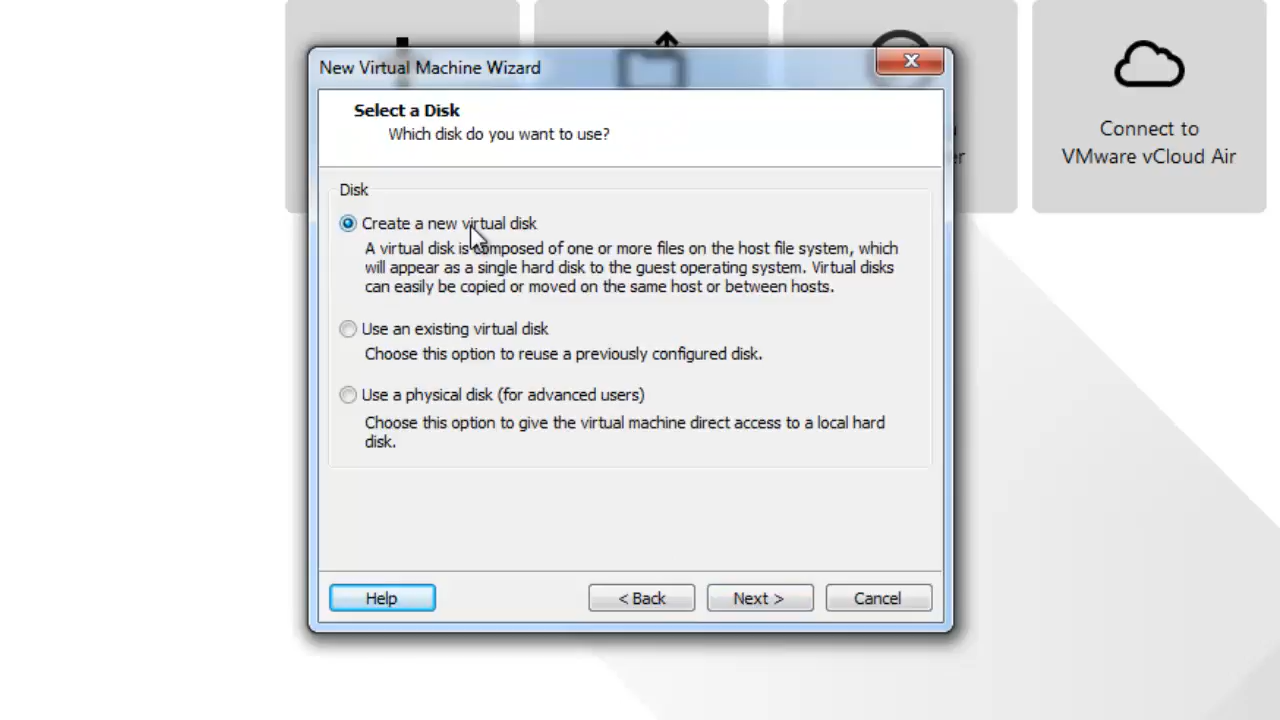 New Virtual Machine Wizard
Select a Disk
Which disk do you want to use?
Disk
Create a new virtual disk
A virtual disk is composed of one or more files on the host file system, which
will appear as a single hard disk to the guest operating system. Virtual disks
can easily be copied or moved on the same host or between hosts.
Use an existing virtual disk
Choose this option to reuse a previously configured disk.
Use a physical disk (for advanced users)
Choose this option to give the virtual machine direct access to a local hard
disk.
Help
< Back
Next >
Cancel
Connect to
VMware vCloud Air